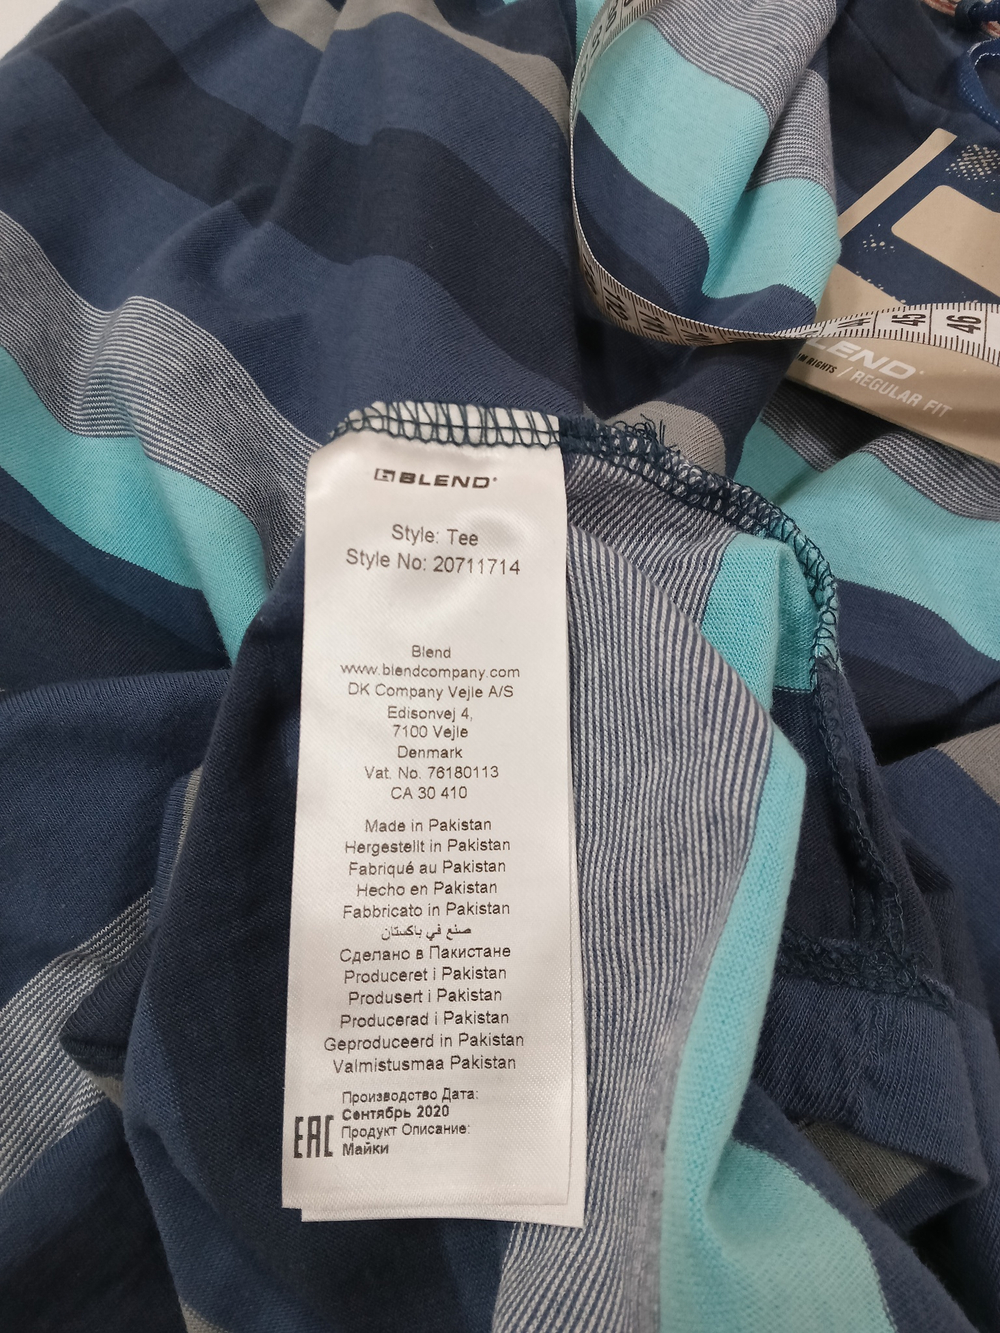 45 46
BLEND
RIGHTS / REGULAR FIT
BLEND
Style: Tee
Style No: 20711714
Blend
www.blendcompany.com
DK Company Vejle A/S
Edisonvej 4,
7100 Vejle
Denmark
Vat. No. 76180113
CA 30 410
Made in Pakistan
Hergestellt in Pakistan
Fabriqué au Pakistan
Hecho en Pakistan
Fabbricato in Pakistan
صنع في باكستان
Сделано в Пакистане
Produceret i Pakistan
Produsert i Pakistan
Producerad i Pakistan
Geproduceerd in Pakistan
Valmistusmaa Pakistan
Производство Дата:
Сентябрь 2020
EAC Продукт Описание:
Майки